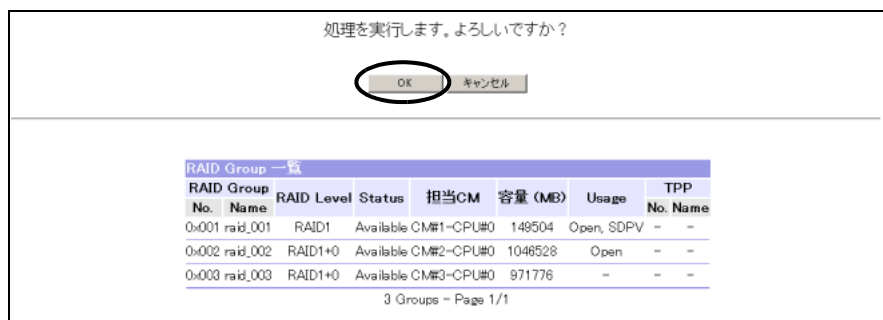 処理を実行します。よろしいですか？
OK キャンセル
RAID Group 一覧
RAID Group RAID Level Status 担当CM 容量 (MB) Usage TPP
No. Name No. Name
0x001 raid_001 RAID1 Available CM#1-CPU#0 149504 Open, SDPV - -
0x002 raid_002 RAID1+0 Available CM#2-CPU#0 1046528 Open - -
0x003 raid_003 RAID1+0 Available CM#3-CPU#0 971776 - - -
3 Groups - Page 1/1